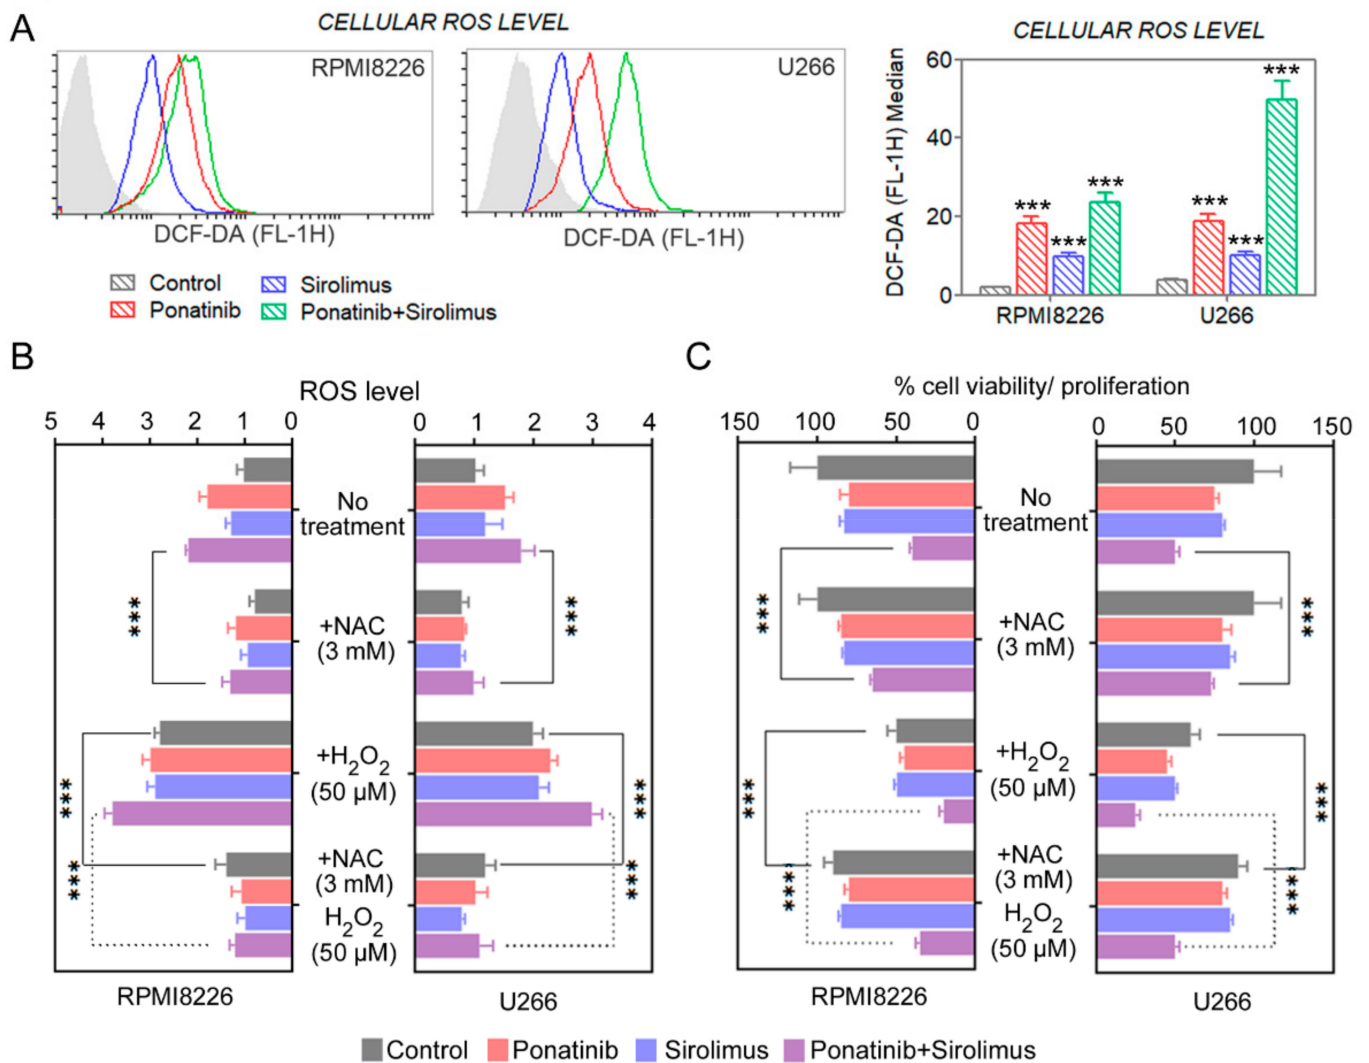 A
CELLULAR ROS LEVEL
RPMI8226
DCF-DA (FL-1H)
U266
DCF-DA (FL-1H)
Control
Sirolimus
Ponatinib
Ponatinib+Sirolimus
CELLULAR ROS LEVEL
DCF-DA (FL-1H) Median
60
40
20
0
***
***
***
***
***
***
RPMI8226
U266
B
ROS level
5 4 3 2 1 0
0 1 2 3 4
No
treatment
+NAC
(3 mM)
+H₂O₂
(50 µM)
+NAC
(3 mM)
H₂O₂
(50 µM)
***
***
***
***
***
***
RPMI8226
U266
C
% cell viability/ proliferation
150 100 50 0
0 50 100 150
No
treatment
+NAC
(3 mM)
+H₂O₂
(50 µM)
+NAC
(3 mM)
H₂O₂
(50 µM)
***
***
***
***
RPMI8226
U266
Control Ponatinib Sirolimus Ponatinib+Sirolimus